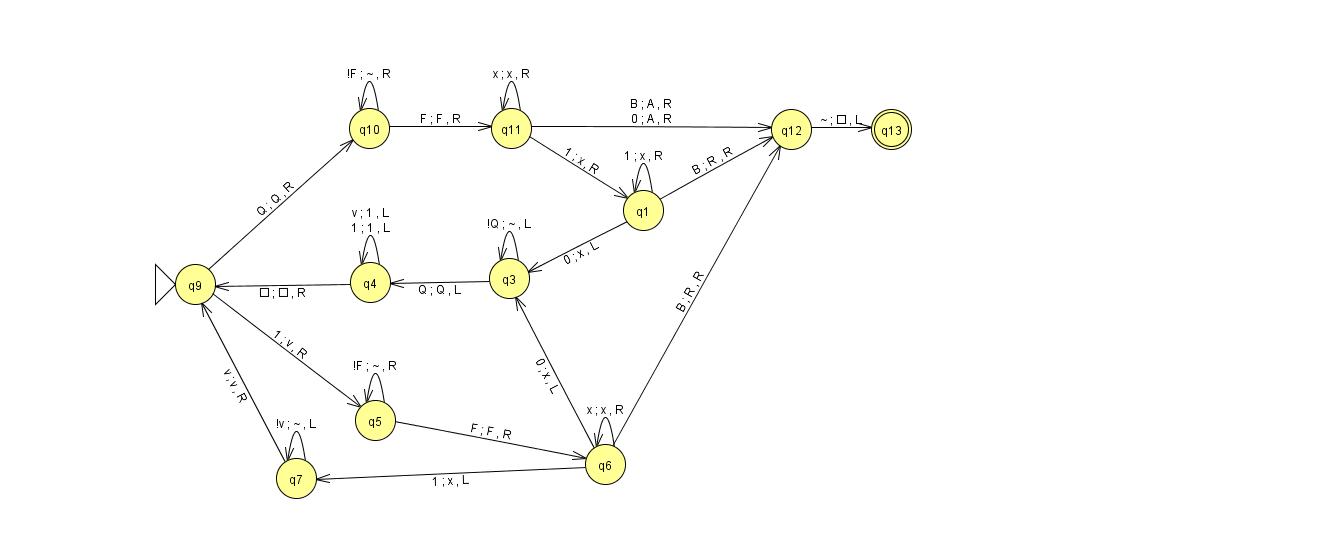 !F ; ~ , R
x ; x , R
q10
F ; F , R
q11
B ; A , R
0 ; A , R
q12
~ ; □ , L
q13
1 ; x , R
1 ; x , R
B ; R , R
Q ; Q , R
q1
v ; 1 , L
1 ; 1 , L
!Q ; ~ , L
0 ; x , L
q9
□ ; □ , R
q4
Q ; Q , L
q3
B ; R , R
1 ; v , R
v ; v , R
!F ; ~ , R
0 ; x , L
q5
F ; F , R
x ; x , R
!v ; ~ , L
q7
1 ; x , L
q6